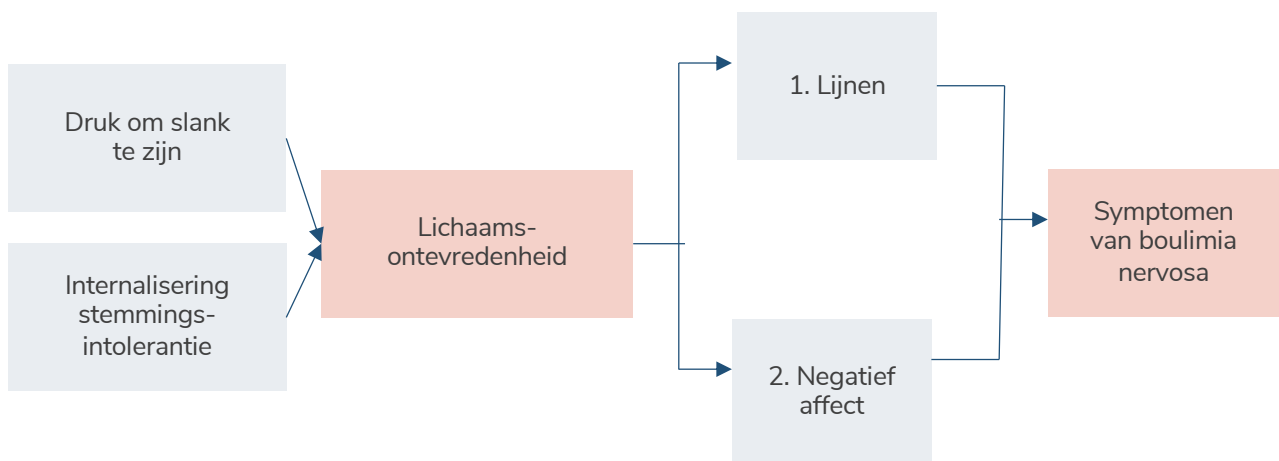 Druk om slank
te zijn
Internalisering
stemmings-
intolerantie
Lichaams-
ontevredenheid
1. Lijnen
2. Negatief
affect
Symptomen
van boulimia
nervosa